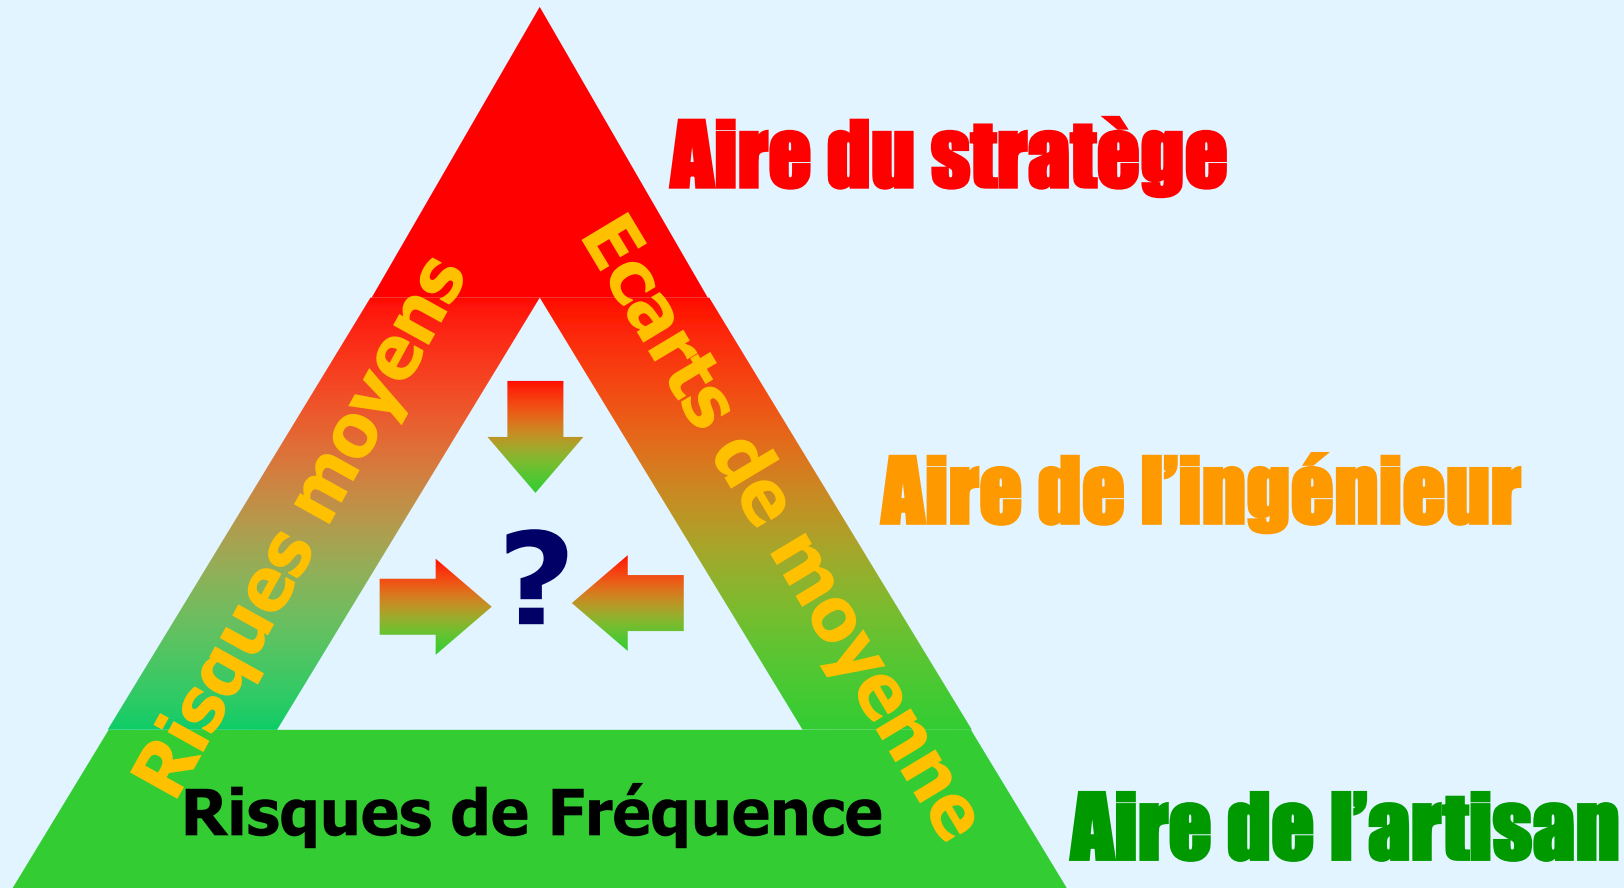 Aire du stratège
Risques moyens
Ecarts de moyenne
Aire de l’ingénieur
?
Risques de Fréquence
Aire de l’artisan